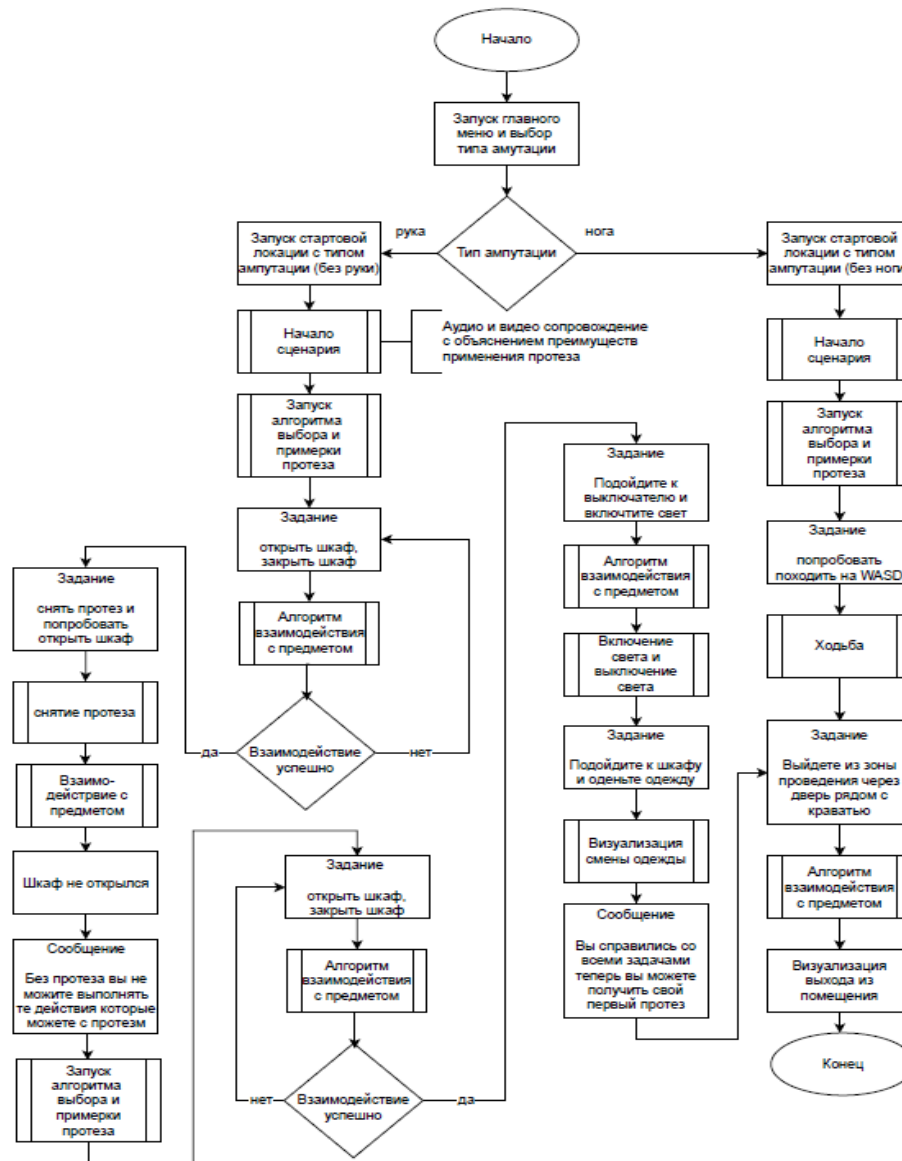 Начало
Запуск главного
меню и выбор
типа амутации
Тип ампутации
рука
нога
Запуск стартовой
локации с типом
ампутации (без руки)
Начало
сценария
Аудио и видео сопровождение
с объяснением преимуществ
применения протеза
Запуск
алгоритма
выбора и
примерки
протеза
Задание
открыть шкаф,
закрыть шкаф
Алгоритм
взаимодействия
с предметом
Взаимодействие
успешно
да
нет
Задание
снять протез и
попробовать
открыть шкаф
снятие протеза
Взаимо-
действрие с
предметом
Шкаф не открылся
Сообщение
Без протеза вы не
можите выполнять
те действия которые
можете с протезм
Запуск
алгоритма
выбора и
примерки
протеза
Задание
открыть шкаф,
закрыть шкаф
Алгоритм
взаимодействия
с предметом
Взаимодействие
успешно
нет
да
Задание
Подойдите к
выключателю и
включтите свет
Алгоритм
взаимодействия
с предметом
Включение
света и
выключение
света
Задание
Подойдите к шкафу
и оденьте одежду
Визуализация
смены одежды
Сообщение
Вы справились со
всеми задачами
теперь вы можете
получить свой
первый протез
Запуск стартовой
локации с типом
ампутации (без ноги
Начало
сценария
Запуск
алгоритма
выбора и
примерки
протеза
Задание
попробовать
походить на WASD
Ходьба
Задание
Выйдете из зоны
проведения через
дверь рядом с
краватью
Алгоритм
взаимодействия
с предметом
Визуализация
выхода из
помещения
Конец